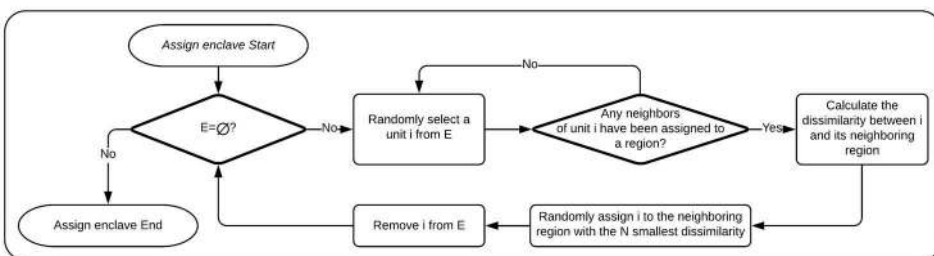 Assign enclave Start
E=∅?
No
No
Randomly select a
unit i from E
No
Any neighbors
of unit i have been assigned to
a region?
Yes
Calculate the
dissimilarity between i
and its neighboring
region
Randomly assign i to the neighboring
region with the N smallest dissimilarity
Remove i from E
Assign enclave End